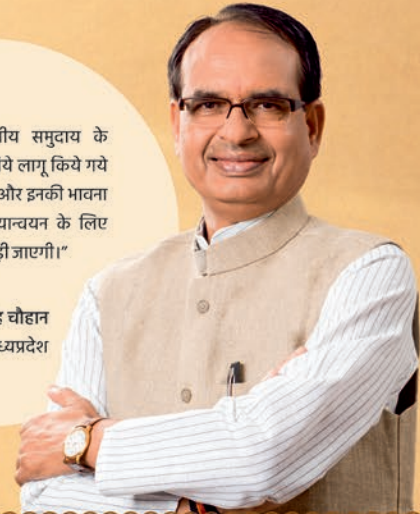 ीय समुदाय के
ये लागू किये गये
और इनकी भावना
यान्वयन के लिए
ड़ी जाएगी।”
ह चौहान
ध्यप्रदेश